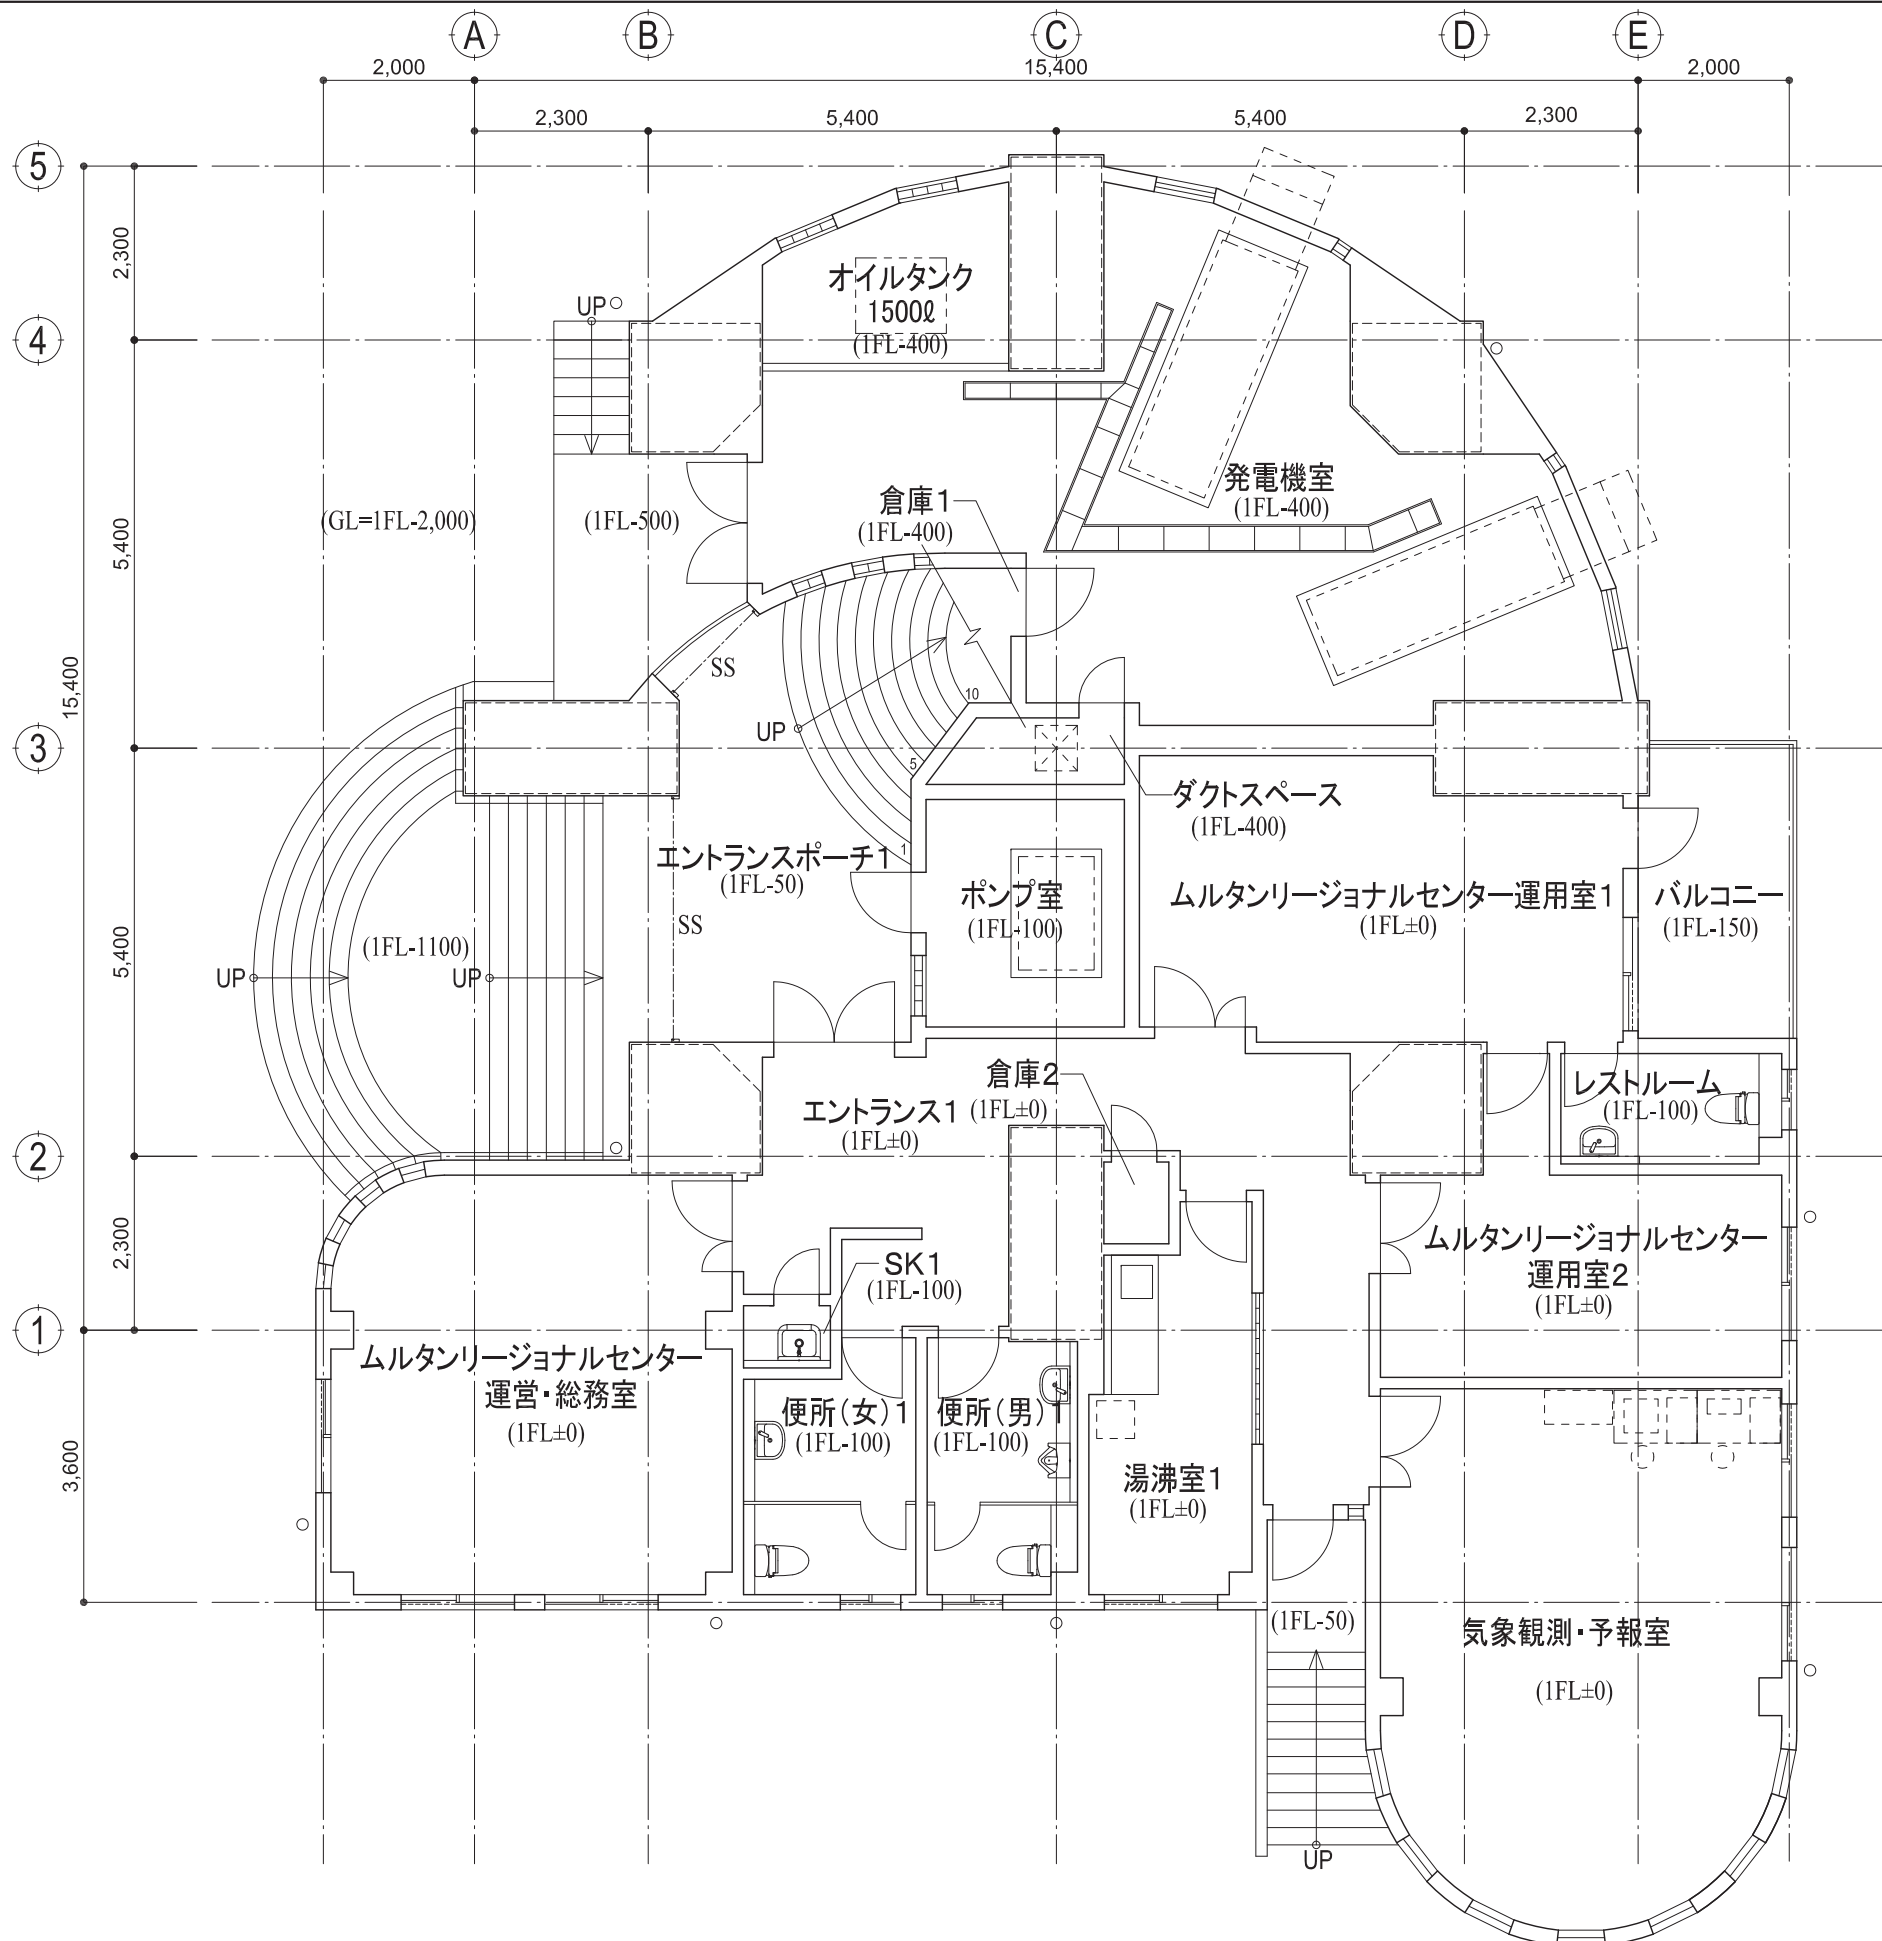 A B C D E
2,000 15,400 2,000
2,300 5,400 5,400 2,300
5
2,300
オイルタンク
1500ℓ
(1FL-400)
UP
4
発電機室
(1FL-400)
倉庫1
(1FL-400)
(GL=1FL-2,000)
(1FL-500)
5,400
15,400
SS
10
UP
5
3
ダクトスペース
(1FL-400)
エントランスポーチ1
(1FL-50)
1
ポンプ室
(1FL-100)
ムルタンリージョナルセンター運用室1
(1FL±0)
バルコニー
(1FL-150)
SS
(1FL-1100)
5,400
UP
UP
倉庫2
(1FL±0)
レストルーム
(1FL-100)
エントランス1
(1FL±0)
2
2,300
ムルタンリージョナルセンター
運用室2
(1FL±0)
SK1
(1FL-100)
1
ムルタンリージョナルセンター
運営・総務室
(1FL±0)
便所(女)1
(1FL-100)
便所(男)1
(1FL-100)
3,600
湯沸室1
(1FL±0)
(1FL-50)
気象観測・予報室
(1FL±0)
UP